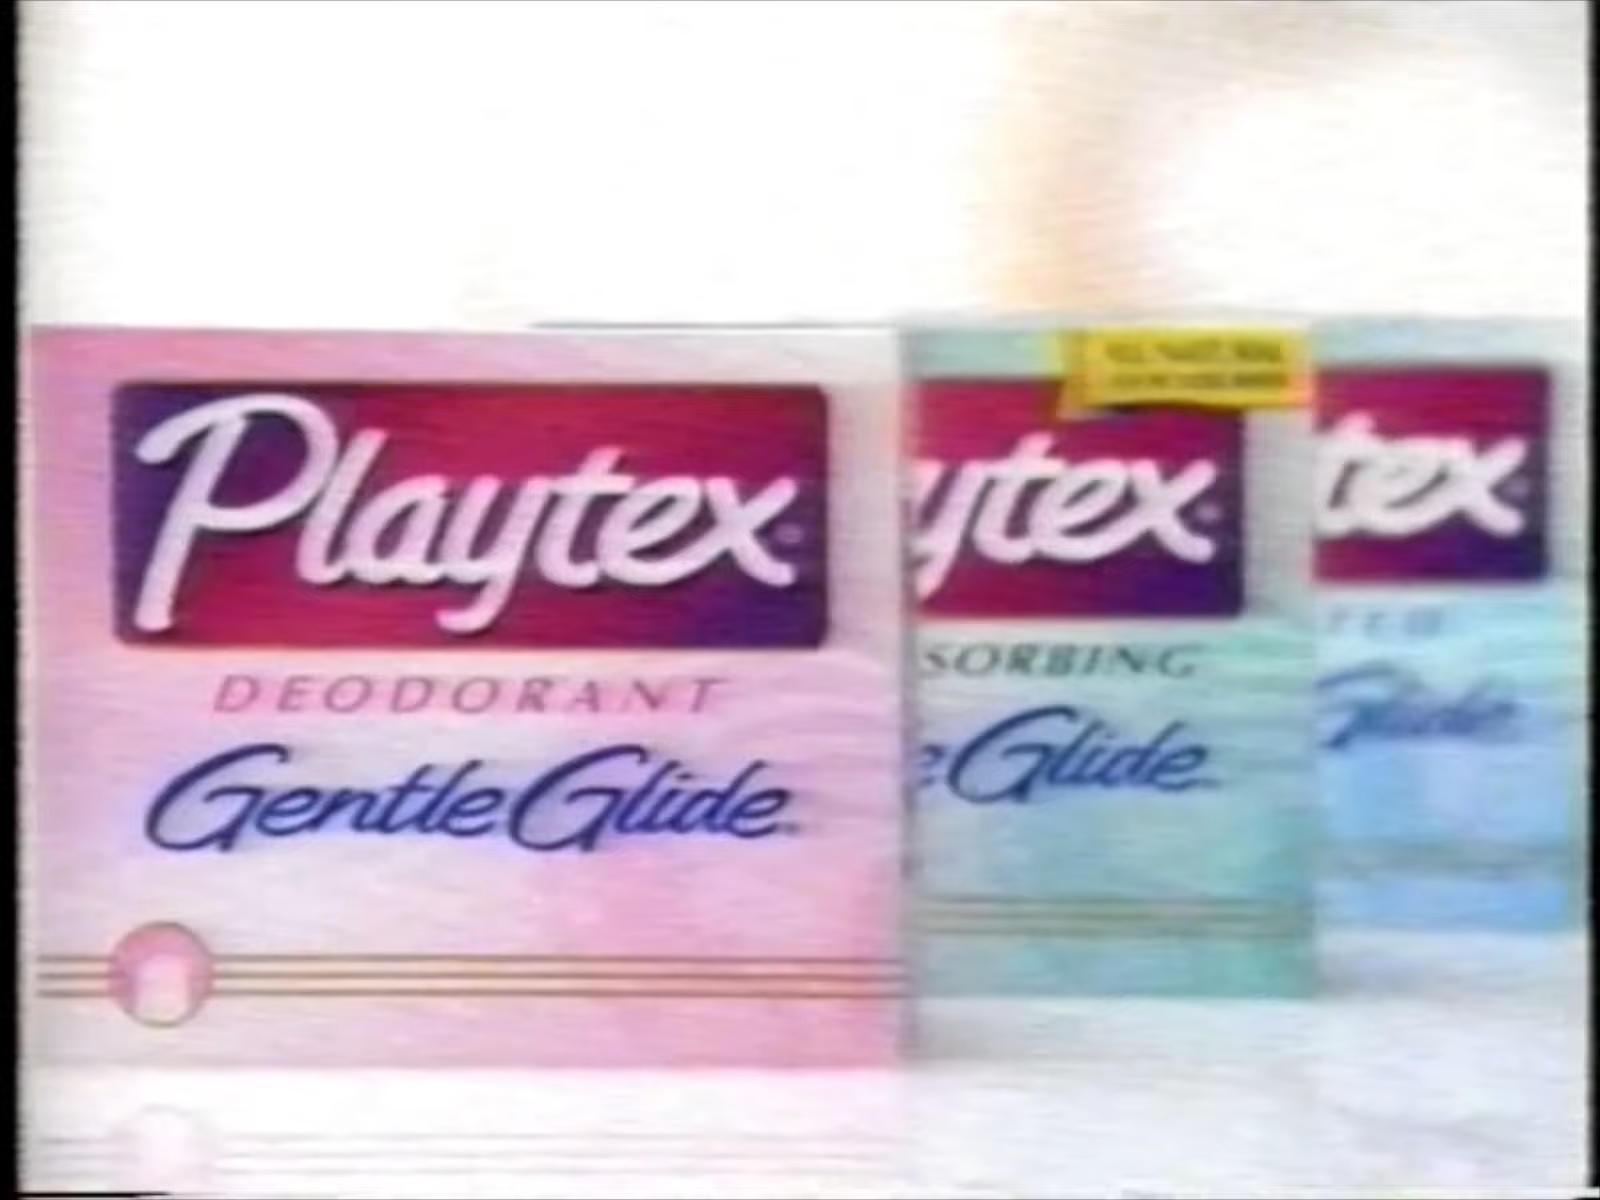 Playtex
DEODORANT
Gentle Glide
ytex
SORBING
e Glide
tex
Glide